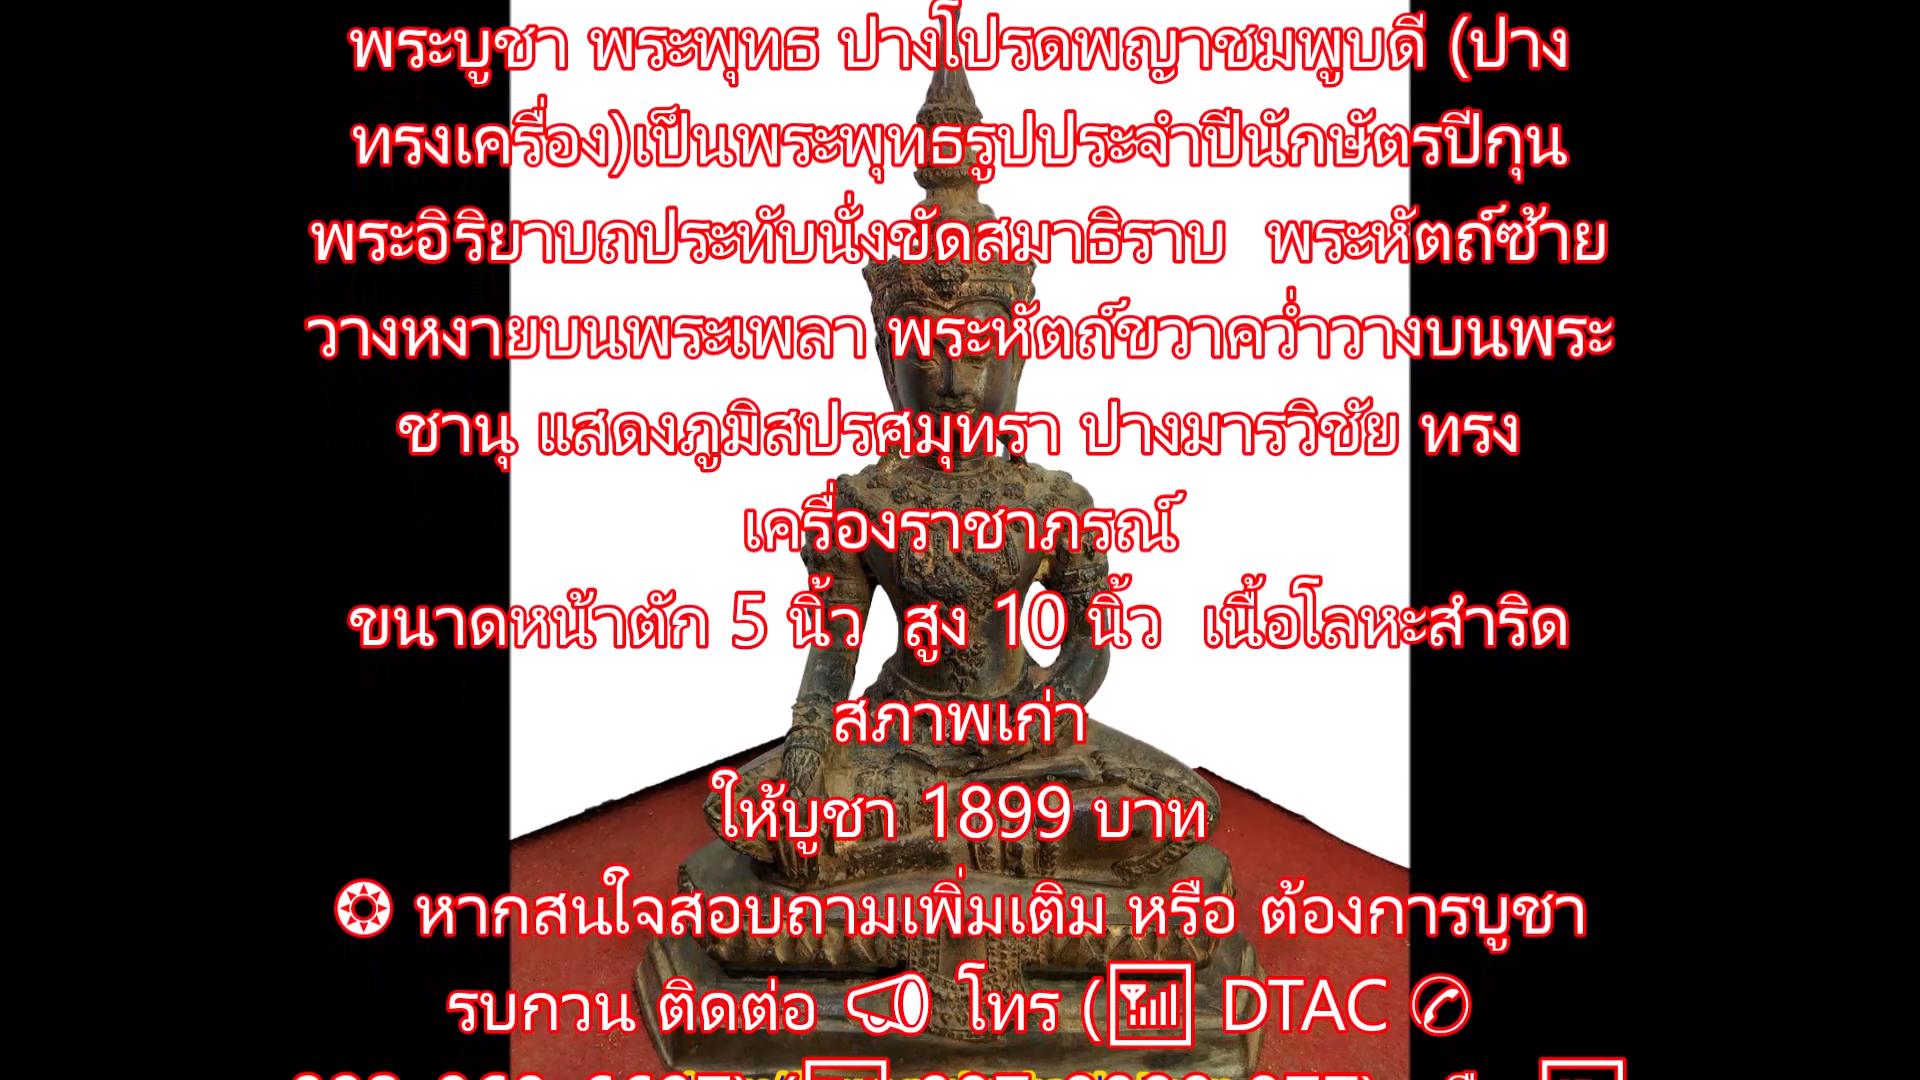 พระบูชา พระพุทธ ปางโปรดพญาชมพูบดี (ปาง
ทรงเครื่อง)เป็นพระพุทธรูปประจำปีนักษัตรปีกุน
พระอิริยาบถประทับนั่งขัดสมาธิราบ  พระหัตถ์ซ้าย
วางหงายบนพระเพลา พระหัตถ์ขวาคว่ำวางบนพระ
ชานุ แสดงภูมิสปรศมุทรา ปางมารวิชัย ทรง
เครื่องราชาภรณ์
ขนาดหน้าตัก 5 นิ้ว  สูง 10 นิ้ว  เนื้อโลหะสำริด
สภาพเก่า
ให้บูชา 1899 บาท
❂ หากสนใจสอบถามเพิ่มเติม หรือ ต้องการบูชา
รบกวน ติดต่อ 📢 โทร (📶 DTAC ✆